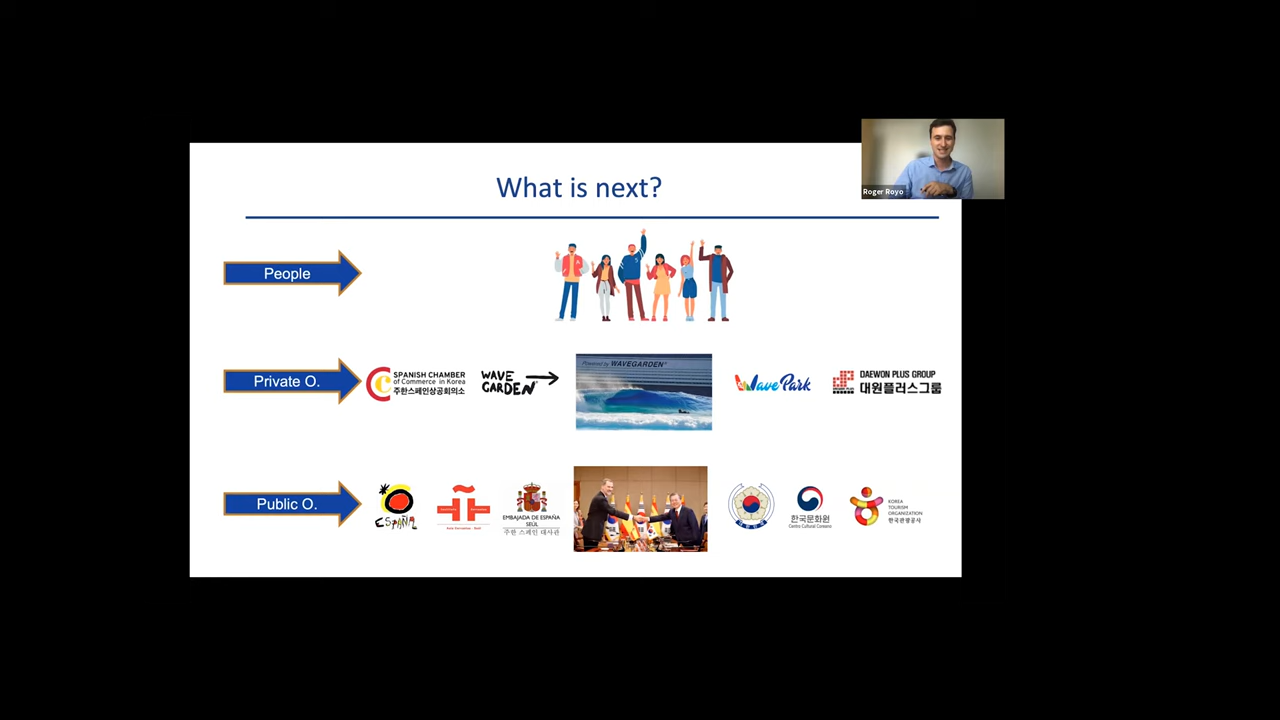 Roger Royo
What is next?
People
Private O.
SPANISH CHAMBER
of Commerce in Korea
주한스페인상공회의소
WAVE
GARDEN
Powered by WAVEGARDEN
Wave Park
DAEWON PLUS GROUP
대원플러스그룹
Public O.
ESPAÑA
EMBAJADA DE ESPAÑA
SEÚL
주한 스페인 대사관
한국문화원
Centro Cultural Coreano
KOREA
TOURISM
ORGANIZATION
한국관광공사